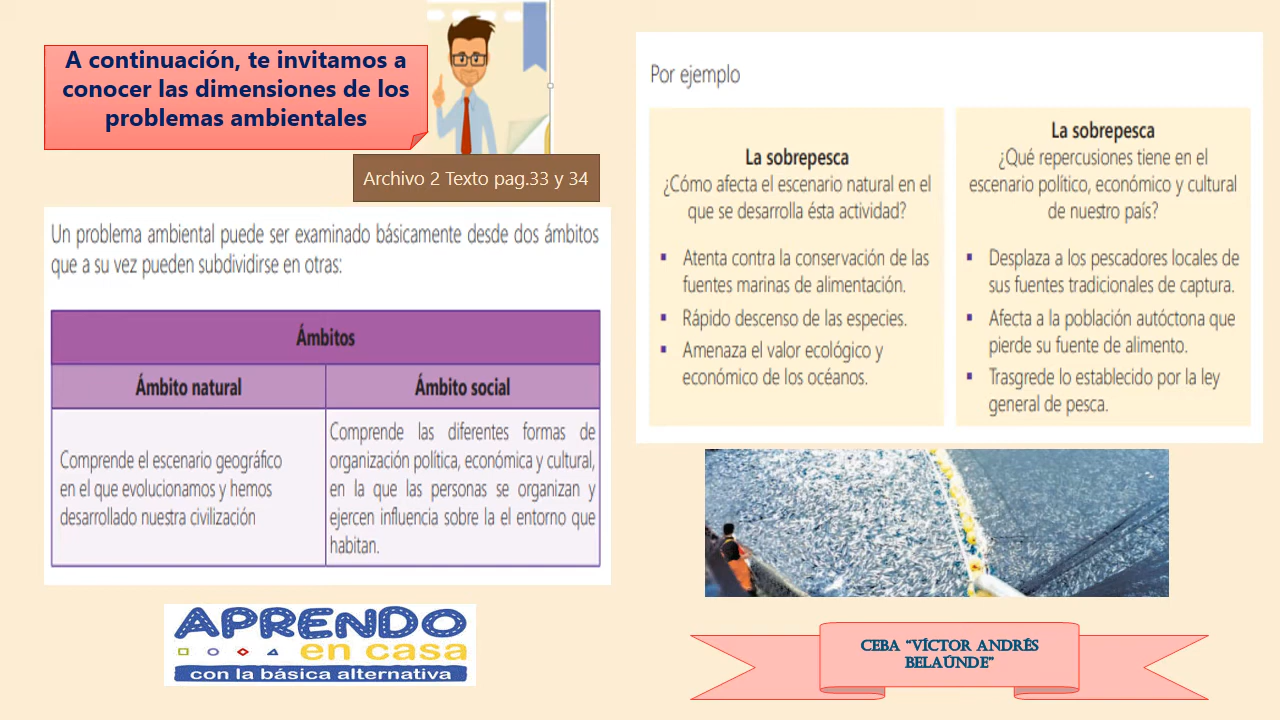 A continuación, te invitamos a
conocer las dimensiones de los
problemas ambientales
Archivo 2 Texto pag.33 y 34
Un problema ambiental puede ser examinado básicamente desde dos ámbitos
que a su vez pueden subdividirse en otras:
Ámbitos
Ámbito natural
Comprende el escenario geográfico
en el que evolucionamos y hemos
desarrollado nuestra civilización
Ámbito social
Comprende las diferentes formas de
organización política, económica y cultural,
en la que las personas se organizan y
ejercen influencia sobre la el entorno que
habitan.
APRENDO
en casa
con la básica alternativa
Por ejemplo
La sobrepesca
¿Cómo afecta el escenario natural en el
que se desarrolla ésta actividad?
▪ Atenta contra la conservación de las
fuentes marinas de alimentación.
▪ Rápido descenso de las especies.
▪ Amenaza el valor ecológico y
económico de los océanos.
La sobrepesca
¿Qué repercusiones tiene en el
escenario político, económico y cultural
de nuestro país?
▪ Desplaza a los pescadores locales de
sus fuentes tradicionales de captura.
▪ Afecta a la población autóctona que
pierde su fuente de alimento.
▪ Trasgrede lo establecido por la ley
general de pesca.
CEBA “VÍCTOR ANDRÉS
BELAÚNDE”